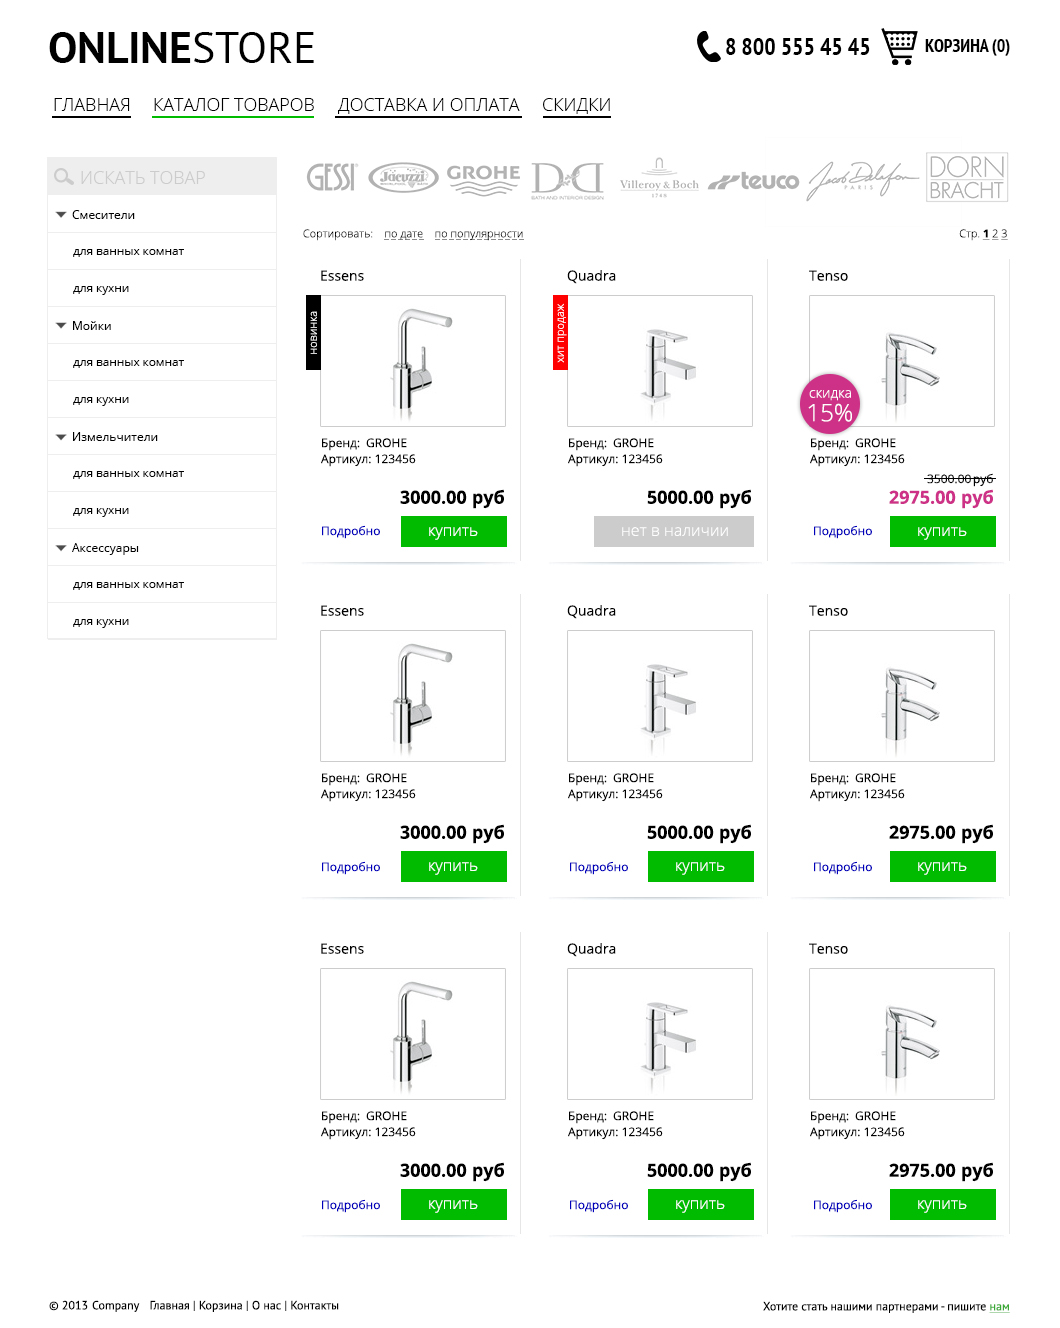 ONLINESTORE
8 800 555 45 45
КОРЗИНА (0)
ГЛАВНАЯ КАТАЛОГ ТОВАРОВ ДОСТАВКА И ОПЛАТА СКИДКИ
ИСКАТЬ ТОВАР
Смесители
для ванных комнат
для кухни
Мойки
для ванных комнат
для кухни
Измельчители
для ванных комнат
для кухни
Аксессуары
для ванных комнат
для кухни
GESSI Jacuzzi GROHE DD Villeroy & Boch teuco Jacob Delafon DORN
BATH AND INTERIOR DESIGN 1748 PARIS BRACHT
Сортировать: по дате по популярности Стр. 1 2 3
Essens
новинка
Бренд: GROHE
Артикул: 123456
3000.00 руб
Подробно купить
Quadra
хит продаж
Бренд: GROHE
Артикул: 123456
5000.00 руб
нет в наличии
Tenso
скидка
15%
Бренд: GROHE
Артикул: 123456
3500.00 руб
2975.00 руб
Подробно купить
Essens
Бренд: GROHE
Артикул: 123456
3000.00 руб
Подробно купить
Quadra
Бренд: GROHE
Артикул: 123456
5000.00 руб
Подробно купить
Tenso
Бренд: GROHE
Артикул: 123456
2975.00 руб
Подробно купить
Essens
Бренд: GROHE
Артикул: 123456
3000.00 руб
Подробно купить
Quadra
Бренд: GROHE
Артикул: 123456
5000.00 руб
Подробно купить
Tenso
Бренд: GROHE
Артикул: 123456
2975.00 руб
Подробно купить
© 2013 Company Главная | Корзина | О нас | Контакты
Хотите стать нашими партнерами - пишите нам